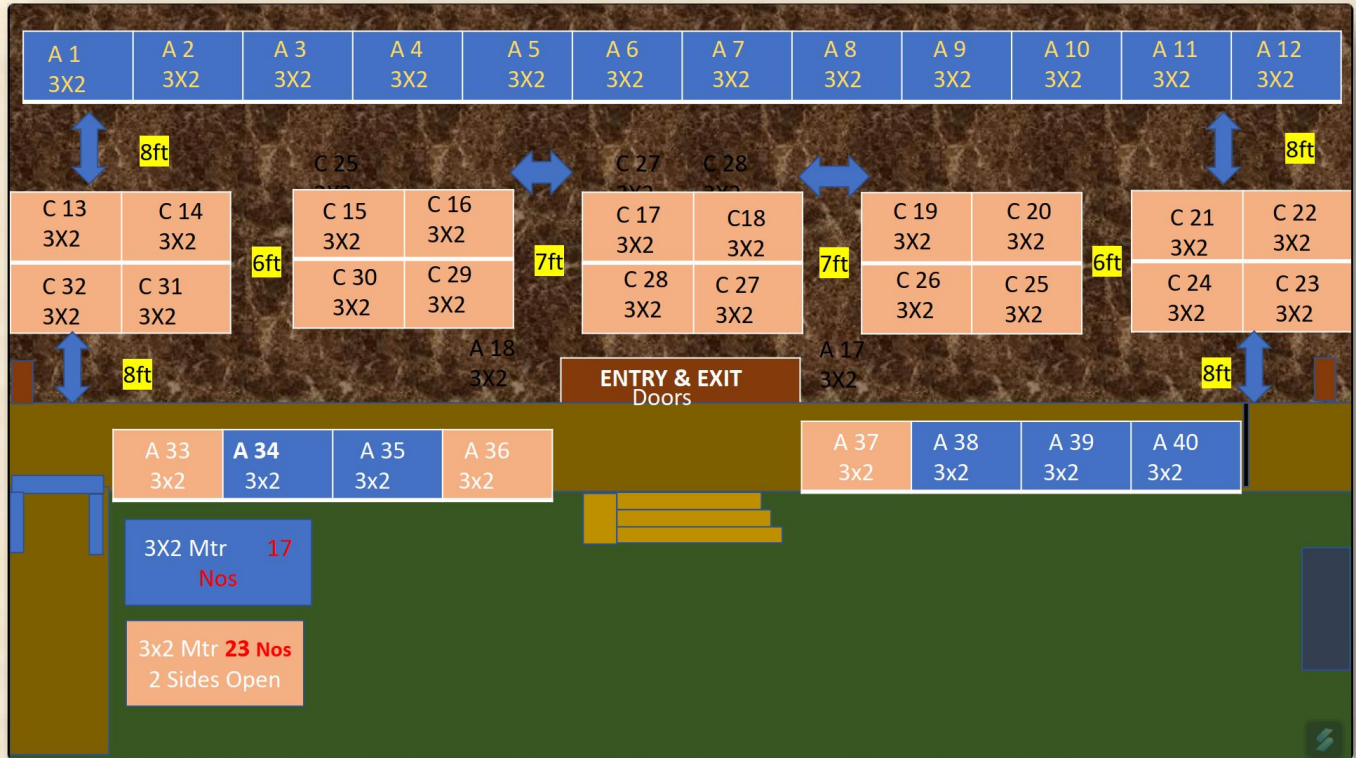 A 1 A 2 A 3 A 4 A 5 A 6 A 7 A 8 A 9 A 10 A 11 A 12
3X2 3X2 3X2 3X2 3X2 3X2 3X2 3X2 3X2 3X2 3X2 3X2
8ft 8ft
C 25 C 27 C 28
3X2 3X2 3X2
C 13 C 14 C 15 C 16 C 17 C18 C 19 C 20 C 21 C 22
3X2 3X2 3X2 3X2 3X2 3X2 3X2 3X2 3X2 3X2
6ft 7ft 7ft 6ft
C 32 C 31 C 30 C 29 C 28 C 27 C 26 C 25 C 24 C 23
3X2 3X2 3X2 3X2 3X2 3X2 3X2 3X2 3X2 3X2
A 18 A 17
3X2 3X2
8ft 8ft
ENTRY & EXIT
Doors
A 33 A 34 A 35 A 36 A 37 A 38 A 39 A 40
3x2 3x2 3x2 3x2 3x2 3x2 3x2 3x2
3X2 Mtr 17
Nos
3x2 Mtr 23 Nos
2 Sides Open